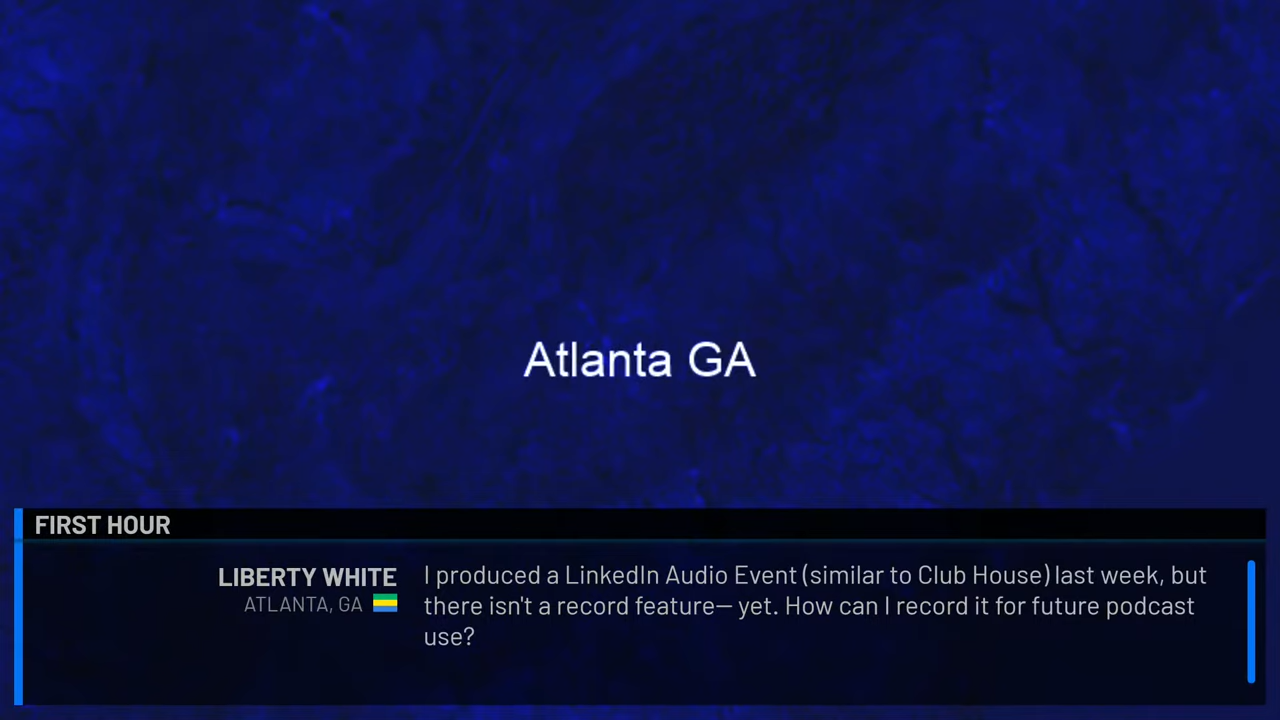 Atlanta GA
FIRST HOUR
LIBERTY WHITE
ATLANTA, GA
I produced a LinkedIn Audio Event (similar to Club House) last week, but
there isn't a record feature— yet. How can I record it for future podcast
use?